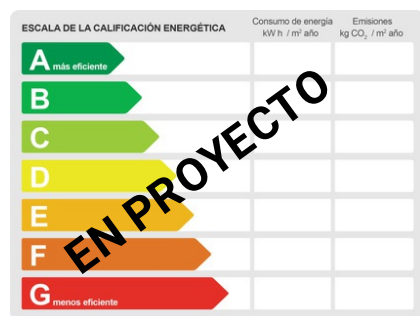 ESCALA DE LA CALIFICACIÓN ENERGÉTICA
Consumo de energía
kW h / m² año
Emisiones
kg CO₂ / m² año
A más eficiente
B
C
D
E
F
G menos eficiente
EN PROYECTO